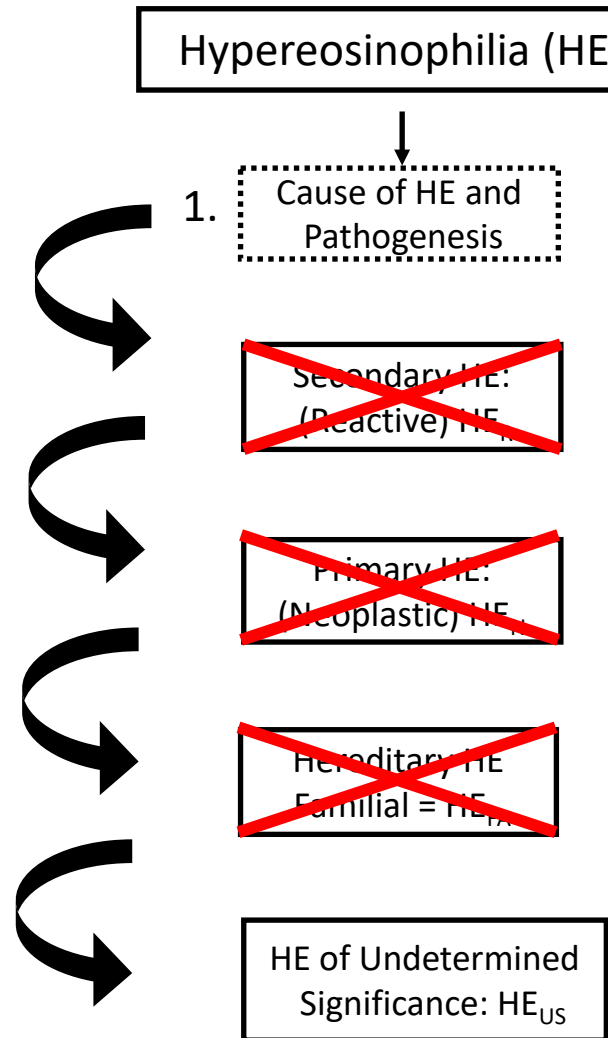 Hypereosinophilia (HE
1.
Cause of HE and
Pathogenesis
Secondary HE:
(Reactive) HE
Primary HE:
(Neoplastic) HE
Hereditary HE
Familial = HE
HE of Undetermined
Significance: HE_US